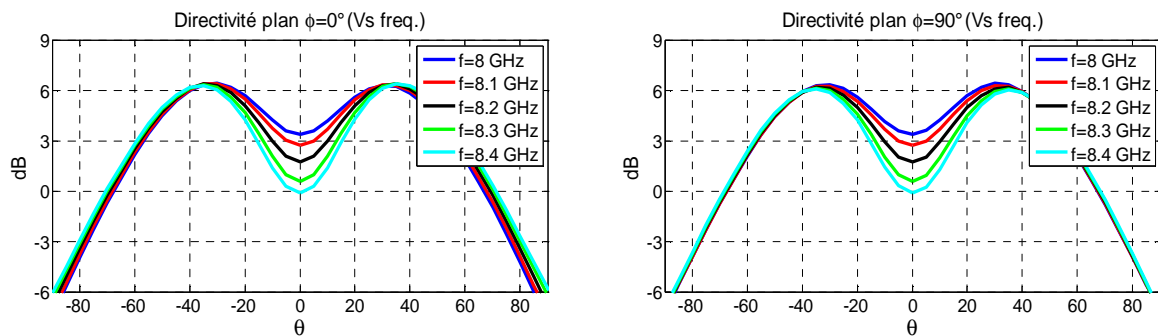 Directivité plan ϕ=0° (Vs freq.)
9
6
3
0
-3
-6
dB
-80 -60 -40 -20 0 20 40 60 80
θ
f=8 GHz
f=8.1 GHz
f=8.2 GHz
f=8.3 GHz
f=8.4 GHz
Directivité plan ϕ=90° (Vs freq.)
9
6
3
0
-3
-6
dB
-80 -60 -40 -20 0 20 40 60 80
θ
f=8 GHz
f=8.1 GHz
f=8.2 GHz
f=8.3 GHz
f=8.4 GHz